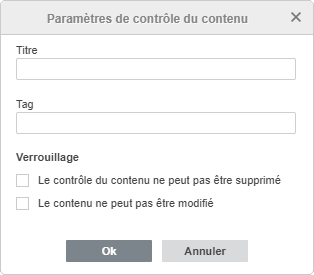 Paramètres de contrôle du contenu
Titre
Tag
Verrouillage
Le contrôle du contenu ne peut pas être supprimé
Le contenu ne peut pas être modifié
Ok Annuler